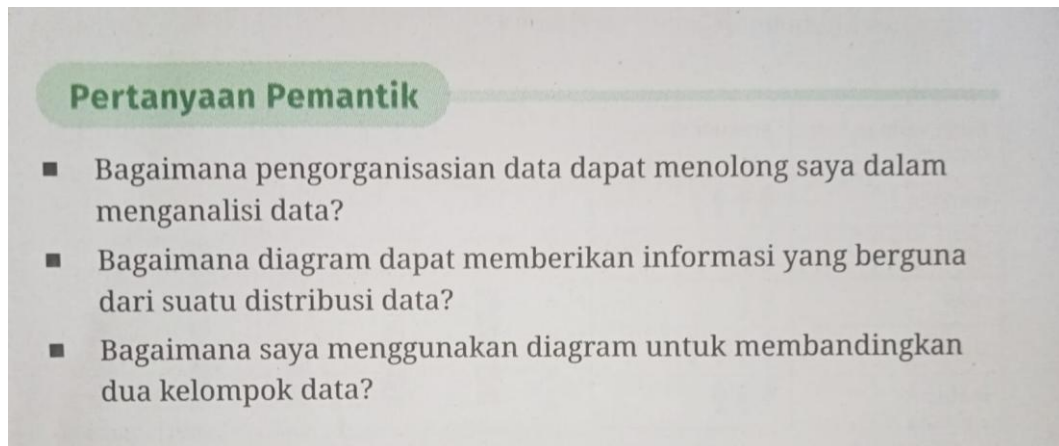 Pertanyaan Pemantik
■ Bagaimana pengorganisasian data dapat menolong saya dalam
menganalisi data?
■ Bagaimana diagram dapat memberikan informasi yang berguna
dari suatu distribusi data?
■ Bagaimana saya menggunakan diagram untuk membandingkan
dua kelompok data?